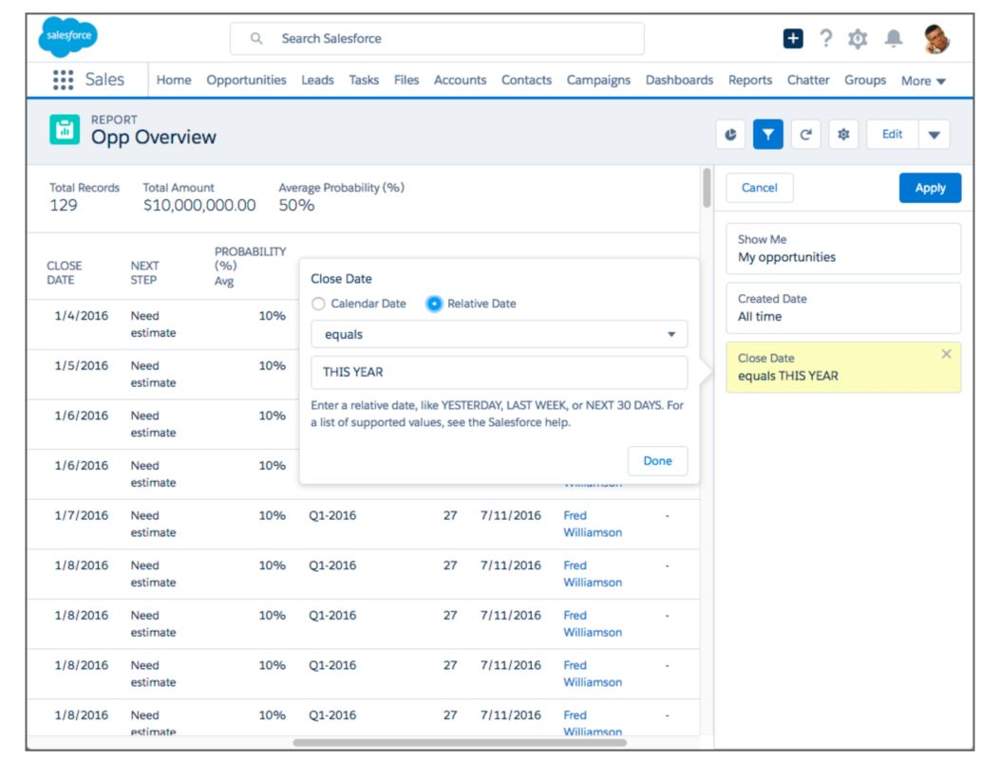 salesforce
Search Salesforce
Sales Home Opportunities Leads Tasks Files Accounts Contacts Campaigns Dashboards Reports Chatter Groups More
REPORT
Opp Overview
Edit
Total Records Total Amount Average Probability (%)
129 $10,000,000.00 50%
Cancel Apply
Show Me
My opportunities
Created Date
All time
Close Date
equals THIS YEAR
CLOSE DATE
NEXT STEP
PROBABILITY (%) Avg
Close Date
Calendar Date Relative Date
equals
THIS YEAR
Enter a relative date, like YESTERDAY, LAST WEEK, or NEXT 30 DAYS. For
a list of supported values, see the Salesforce help.
Done
1/4/2016 Need 10%
estimate
1/5/2016 Need 10%
estimate
1/6/2016 Need 10%
estimate
1/6/2016 Need 10%
estimate Williamson
1/7/2016 Need 10% Q1-2016 27 7/11/2016 Fred -
estimate Williamson
1/8/2016 Need 10% Q1-2016 27 7/11/2016 Fred -
estimate Williamson
1/8/2016 Need 10% Q1-2016 27 7/11/2016 Fred -
estimate Williamson
1/8/2016 Need 10% Q1-2016 27 7/11/2016 Fred -
estimate Williamson
1/8/2016 Need 10% Q1-2016 27 7/11/2016 Fred -
estimate Williamson